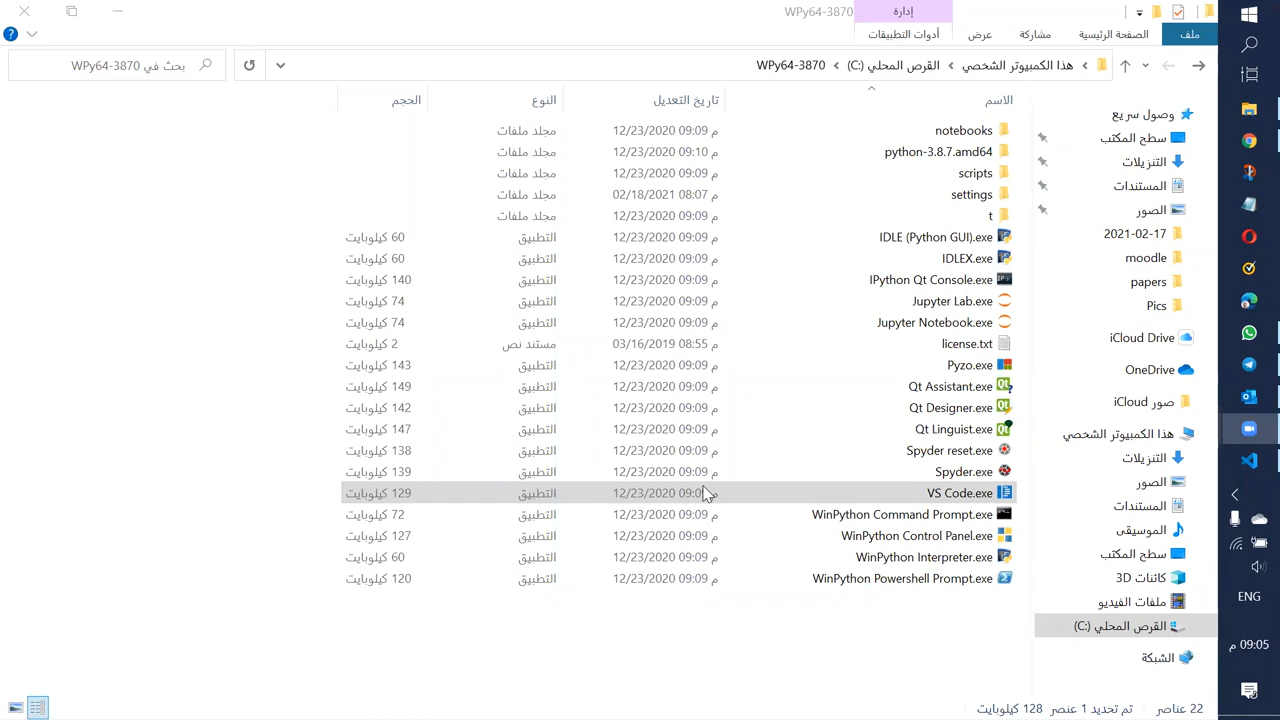 إدارة
WPy64-3870
ملف
الصفحة الرئيسية
مشاركة
عرض
أدوات التطبيقات
هذا الكمبيوتر الشخصي
القرص المحلي (C:)
WPy64-3870
بحث في WPy64-3870
الاسم
تاريخ التعديل
النوع
الحجم
وصول سريع
سطح المكتب
التنزيلات
المستندات
الصور
2021-02-17
moodle
papers
Pics
iCloud Drive
OneDrive
صور iCloud
هذا الكمبيوتر الشخصي
التنزيلات
الصور
المستندات
الموسيقى
سطح المكتب
كائنات 3D
ملفات الفيديو
القرص المحلي (C:)
الشبكة
notebooks 12/23/2020 09:09 م مجلد ملفات
python-3.8.7.amd64 12/23/2020 09:10 م مجلد ملفات
scripts 12/23/2020 09:09 م مجلد ملفات
settings 02/18/2021 08:07 م مجلد ملفات
t 12/23/2020 09:09 م مجلد ملفات
IDLE (Python GUI).exe 12/23/2020 09:09 م التطبيق 60 كيلوبايت
IDLEX.exe 12/23/2020 09:09 م التطبيق 60 كيلوبايت
IPython Qt Console.exe 12/23/2020 09:09 م التطبيق 140 كيلوبايت
Jupyter Lab.exe 12/23/2020 09:09 م التطبيق 74 كيلوبايت
Jupyter Notebook.exe 12/23/2020 09:09 م التطبيق 74 كيلوبايت
license.txt 03/16/2019 08:55 م مستند نص 2 كيلوبايت
Pyzo.exe 12/23/2020 09:09 م التطبيق 143 كيلوبايت
Qt Assistant.exe 12/23/2020 09:09 م التطبيق 149 كيلوبايت
Qt Designer.exe 12/23/2020 09:09 م التطبيق 142 كيلوبايت
Qt Linguist.exe 12/23/2020 09:09 م التطبيق 147 كيلوبايت
Spyder reset.exe 12/23/2020 09:09 م التطبيق 138 كيلوبايت
Spyder.exe 12/23/2020 09:09 م التطبيق 139 كيلوبايت
VS Code.exe 12/23/2020 09:09 م التطبيق 129 كيلوبايت
WinPython Command Prompt.exe 12/23/2020 09:09 م التطبيق 72 كيلوبايت
WinPython Control Panel.exe 12/23/2020 09:09 م التطبيق 127 كيلوبايت
WinPython Interpreter.exe 12/23/2020 09:09 م التطبيق 60 كيلوبايت
WinPython Powershell Prompt.exe 12/23/2020 09:09 م التطبيق 120 كيلوبايت
22 عناصر
تم تحديد 1 عنصر 128 كيلوبايت
ENG
09:05 م